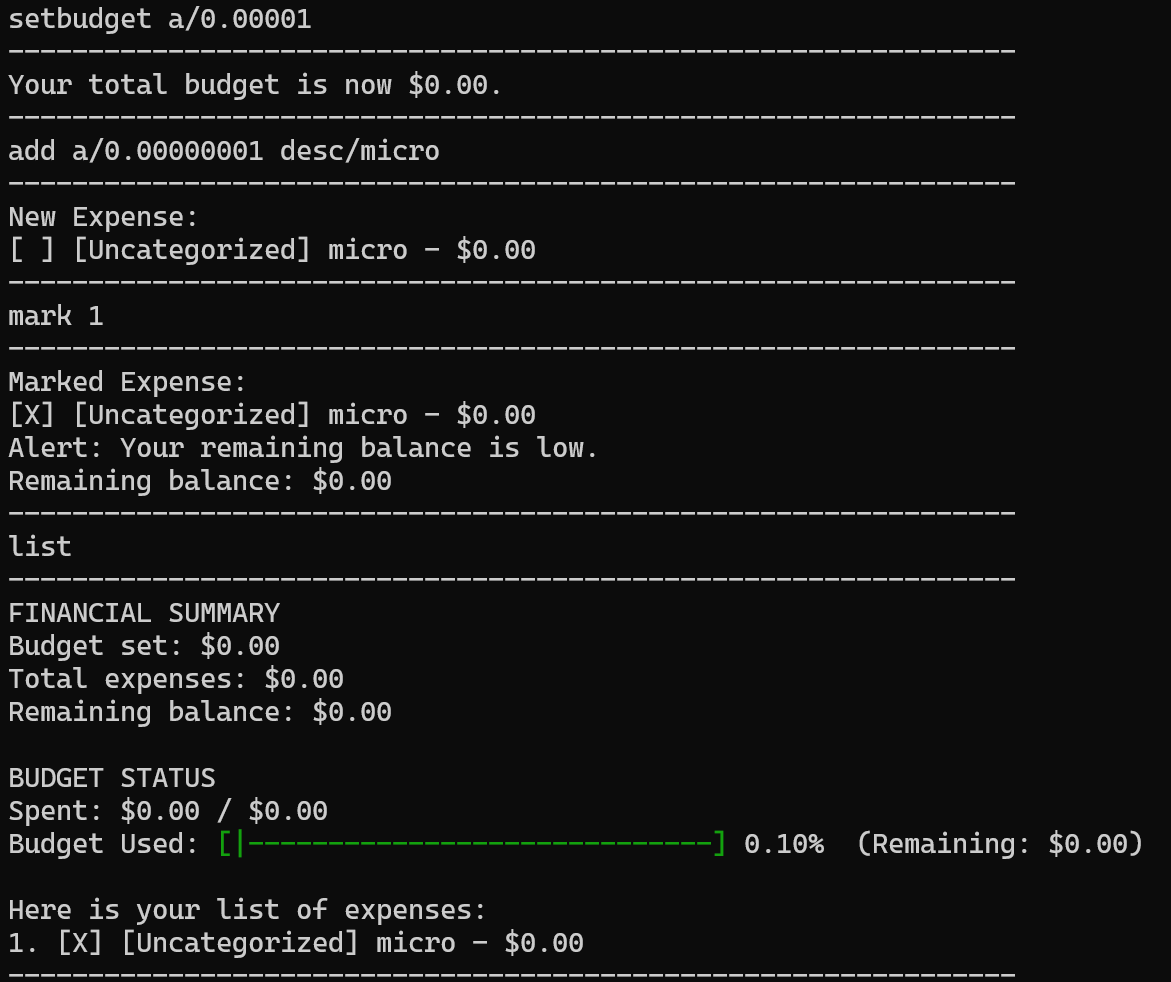 setbudget a/0.00001
---------------------------------------------------------------
Your total budget is now $0.00.
---------------------------------------------------------------
add a/0.00000001 desc/micro
---------------------------------------------------------------
New Expense:
[ ] [Uncategorized] micro - $0.00
---------------------------------------------------------------
mark 1
---------------------------------------------------------------
Marked Expense:
[X] [Uncategorized] micro - $0.00
Alert: Your remaining balance is low.
Remaining balance: $0.00
---------------------------------------------------------------
list
---------------------------------------------------------------
FINANCIAL SUMMARY
Budget set: $0.00
Total expenses: $0.00
Remaining balance: $0.00

BUDGET STATUS
Spent: $0.00 / $0.00
Budget Used: [|-----------------------------] 0.10%  (Remaining: $0.00)

Here is your list of expenses:
1. [X] [Uncategorized] micro - $0.00
---------------------------------------------------------------